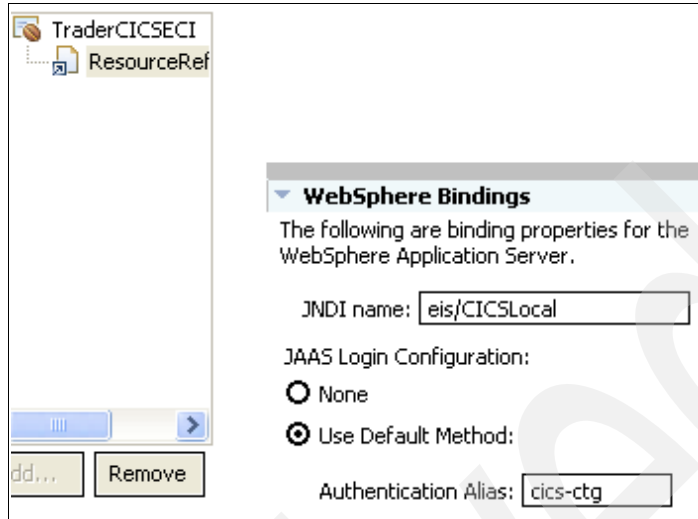 TraderCICSECI
ResourceRef
WebSphere Bindings
The following are binding properties for the
WebSphere Application Server.
JNDI name: eis/CICSLocal
JAAS Login Configuration:
None
Use Default Method:
dd... Remove
Authentication Alias: cics-ctg